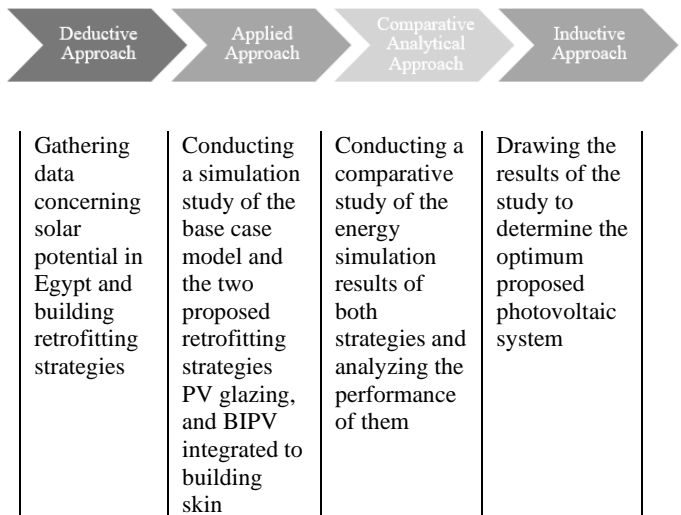 Deductive
Approach
Applied
Approach
Comparative
Analytical
Approach
Inductive
Approach
Gathering
data
concerning
solar
potential in
Egypt and
building
retrofitting
strategies
Conducting
a simulation
study of the
base case
model and
the two
proposed
retrofitting
strategies
PV glazing,
and BIPV
integrated to
building
skin
Conducting a
comparative
study of the
energy
simulation
results of
both
strategies and
analyzing the
performance
of them
Drawing the
results of the
study to
determine the
optimum
proposed
photovoltaic
system